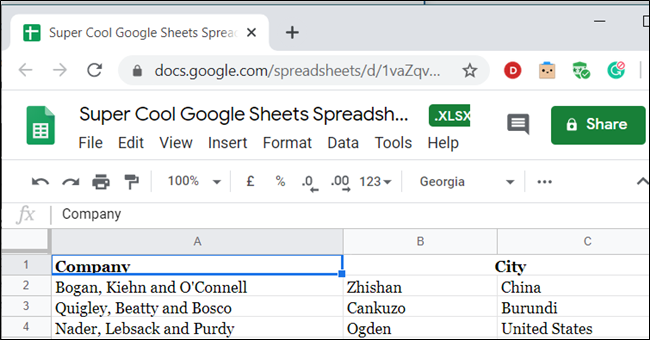 Super Cool Google Sheets Sprea
docs.google.com/spreadsheets/d/1vaZqv...
D
Super Cool Google Sheets Spreadsh... .XLSX
Share
File Edit View Insert Format Data Tools Help
100% £ % .0 .00 123 Georgia
fx Company
A B C
1 Company City
2 Bogan, Kiehn and O'Connell Zhishan China
3 Quigley, Beatty and Bosco Cankuzo Burundi
4 Nader, Lebsack and Purdy Ogden United States